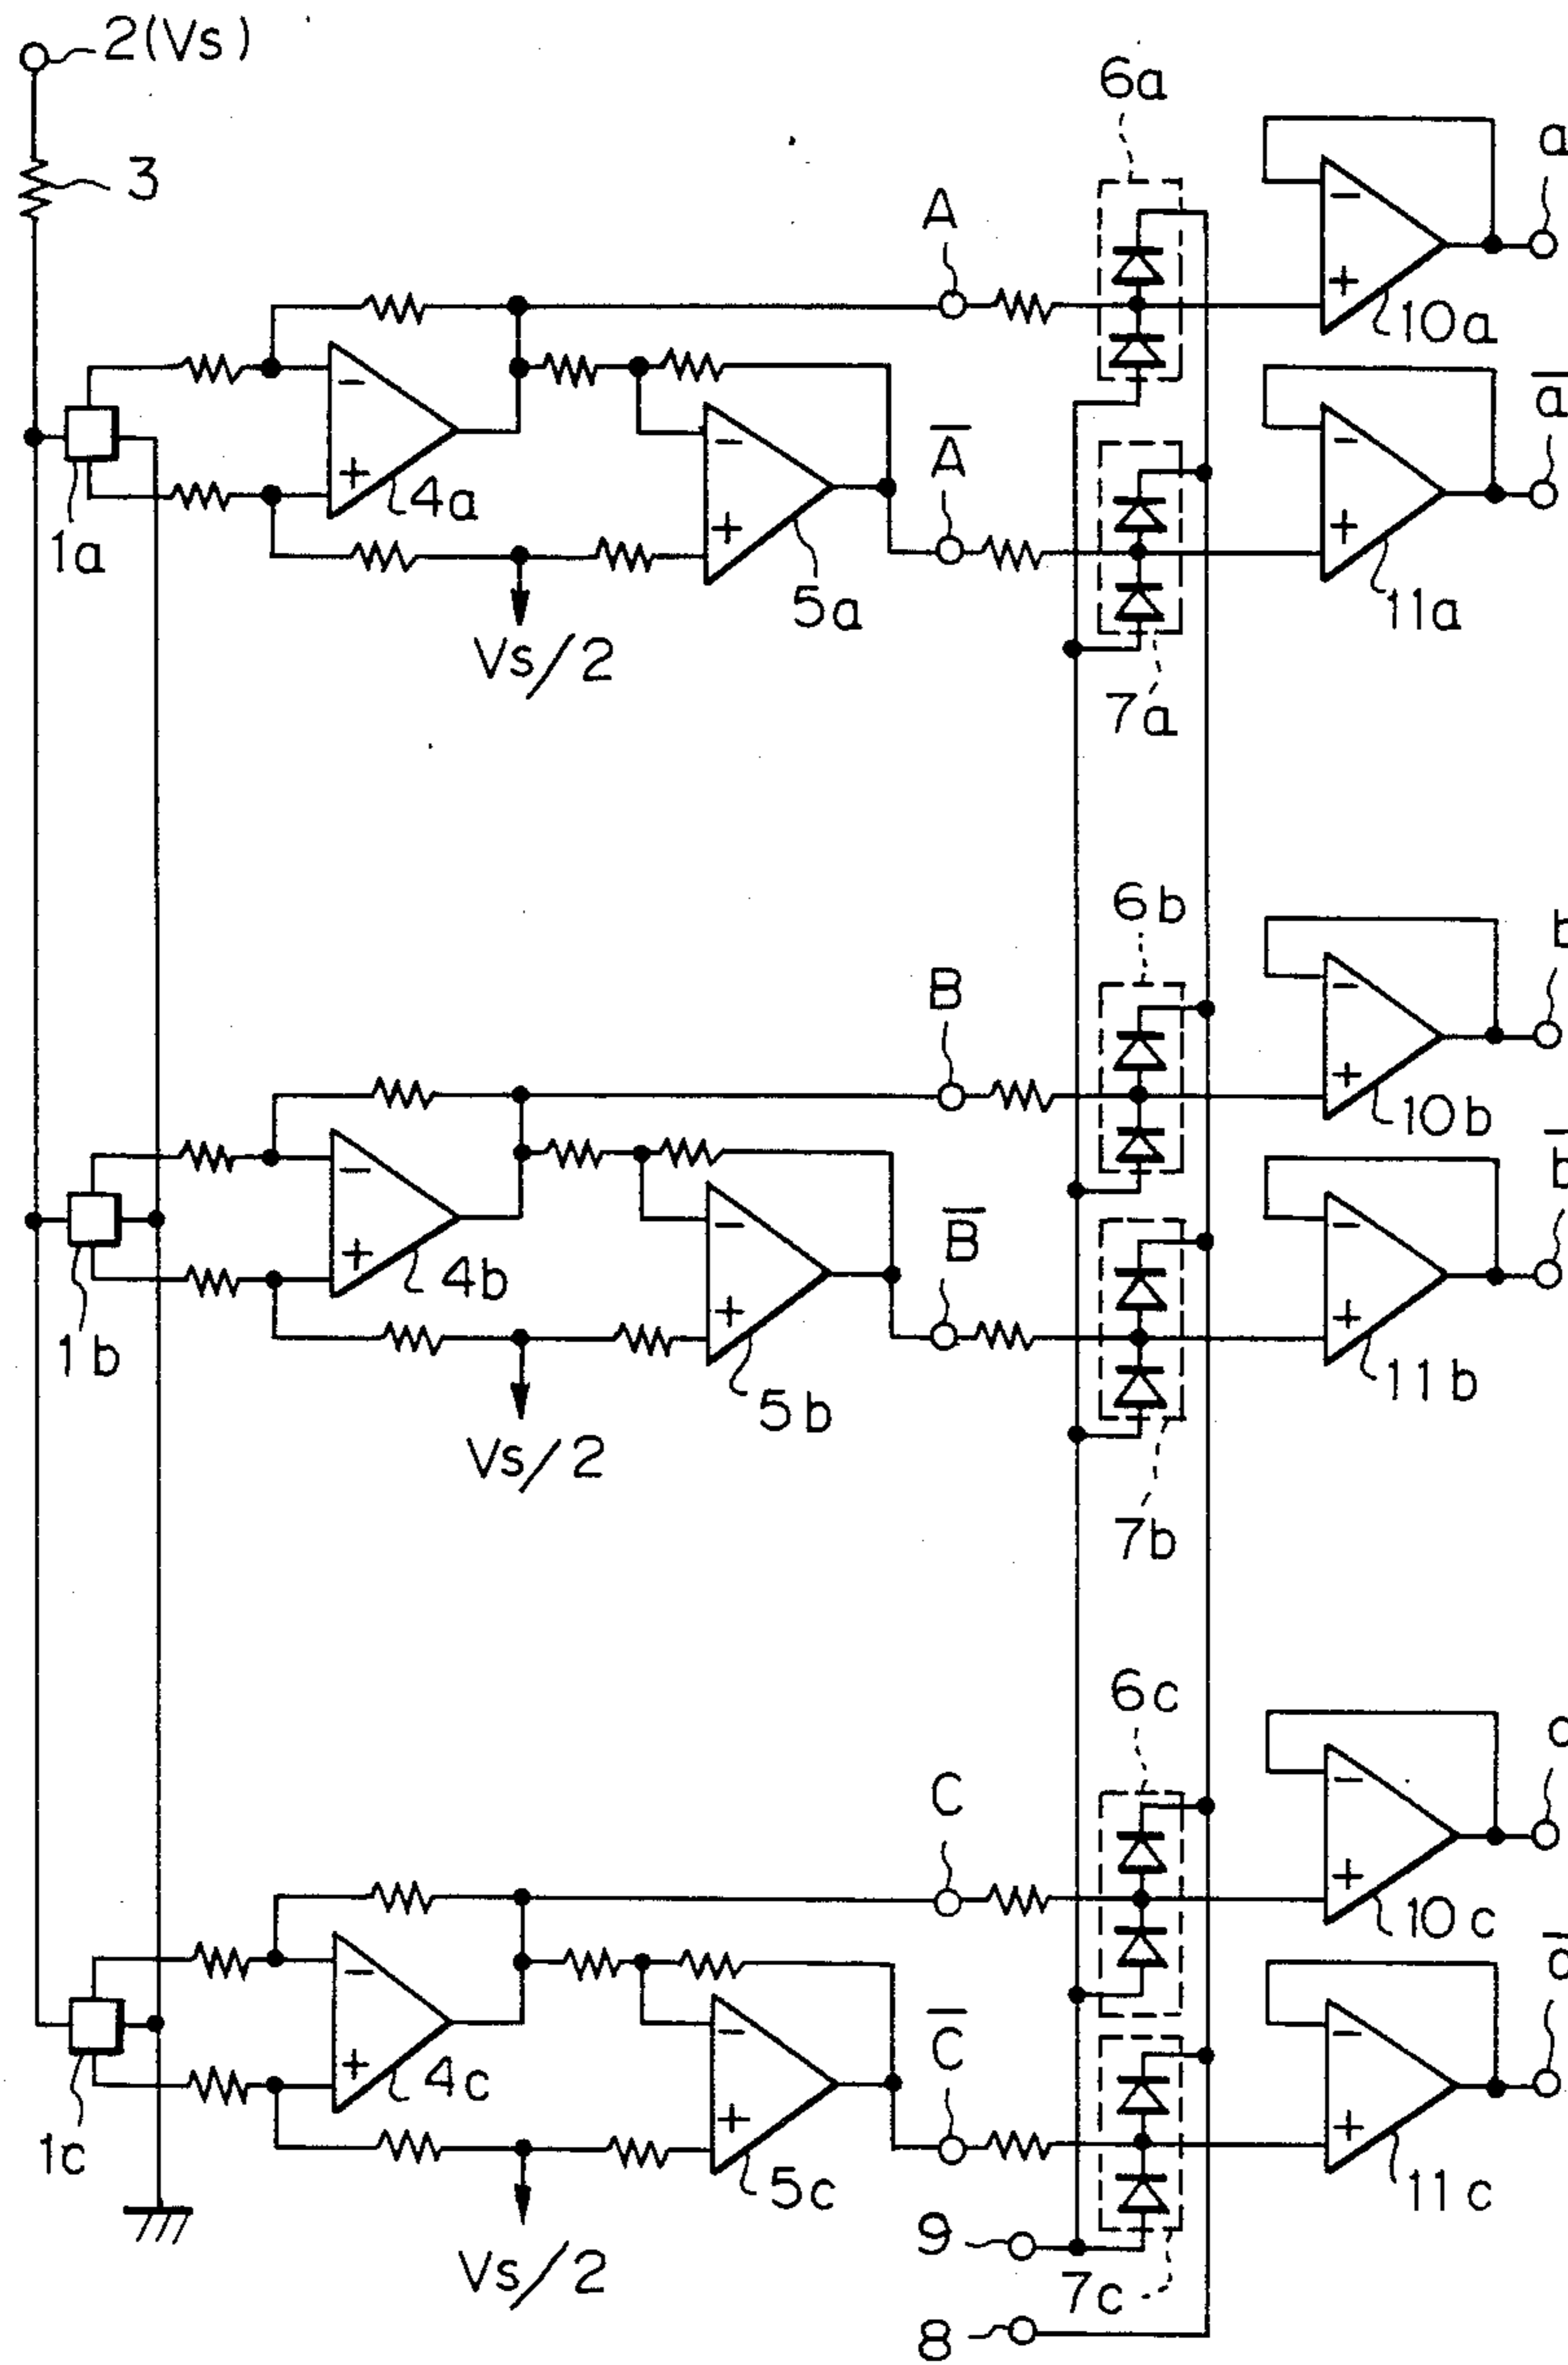 2(Vs)
3
6a
a
A
10a
a̅
A̅
4a
1a
5a
11a
Vs/2
7a
6b
B
10b
B̅
4b
1b
5b
11b
Vs/2
7b
6c
C
10c
C̅
4c
1c
5c
11c
9
Vs/2
7c
8